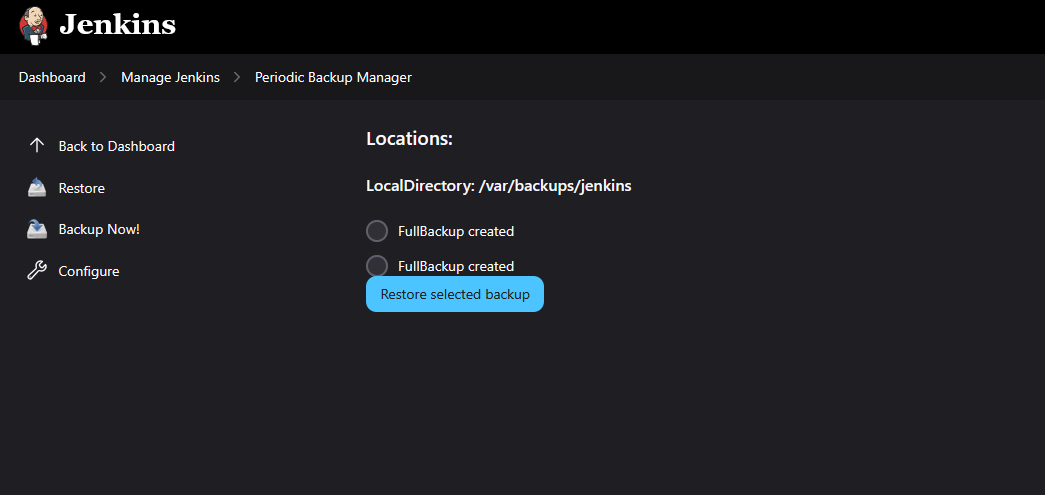 Jenkins
Dashboard > Manage Jenkins > Periodic Backup Manager
Back to Dashboard
Restore
Backup Now!
Configure
Locations:
LocalDirectory: /var/backups/jenkins
FullBackup created
FullBackup created
Restore selected backup